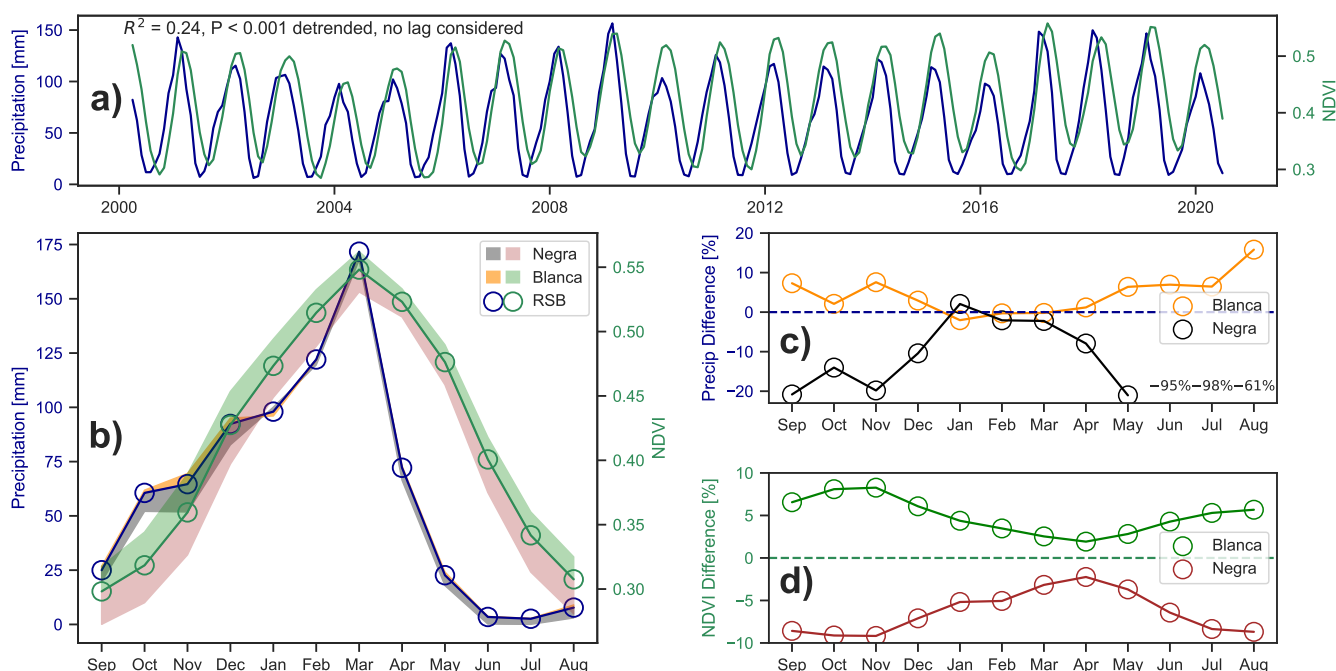 R² = 0.24, P < 0.001 detrended, no lag considered
a)
Precipitation [mm]
150
100
50
0
NDVI
0.5
0.4
0.3
2000 2004 2008 2012 2016 2020
b)
Precipitation [mm]
175
150
125
100
75
50
25
0
Negra
Blanca
RSB
NDVI
0.55
0.50
0.45
0.40
0.35
0.30
Sep Oct Nov Dec Jan Feb Mar Apr May Jun Jul Aug
c)
Precip Difference [%]
20
10
0
−10
−20
Blanca
Negra
−95%−98%−61%
Sep Oct Nov Dec Jan Feb Mar Apr May Jun Jul Aug
d)
NDVI Difference [%]
10
5
0
−5
−10
Blanca
Negra
Sep Oct Nov Dec Jan Feb Mar Apr May Jun Jul Aug